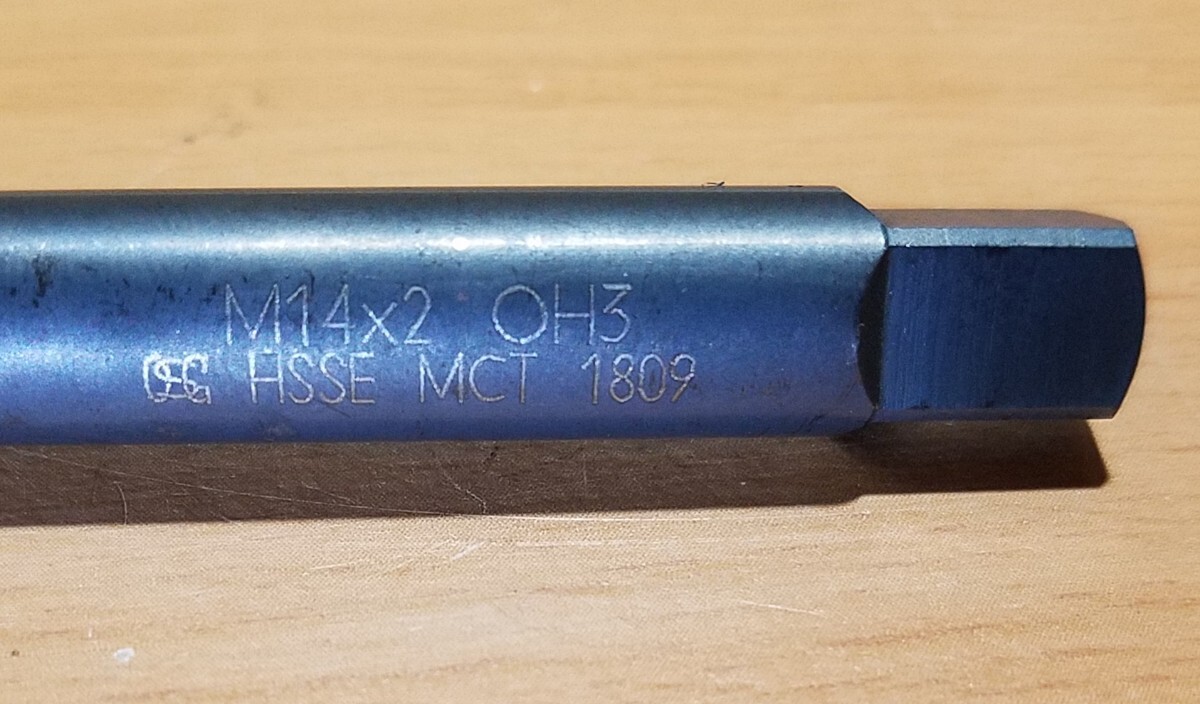 M14x2 OH3
OSG HSSE MCT 1809